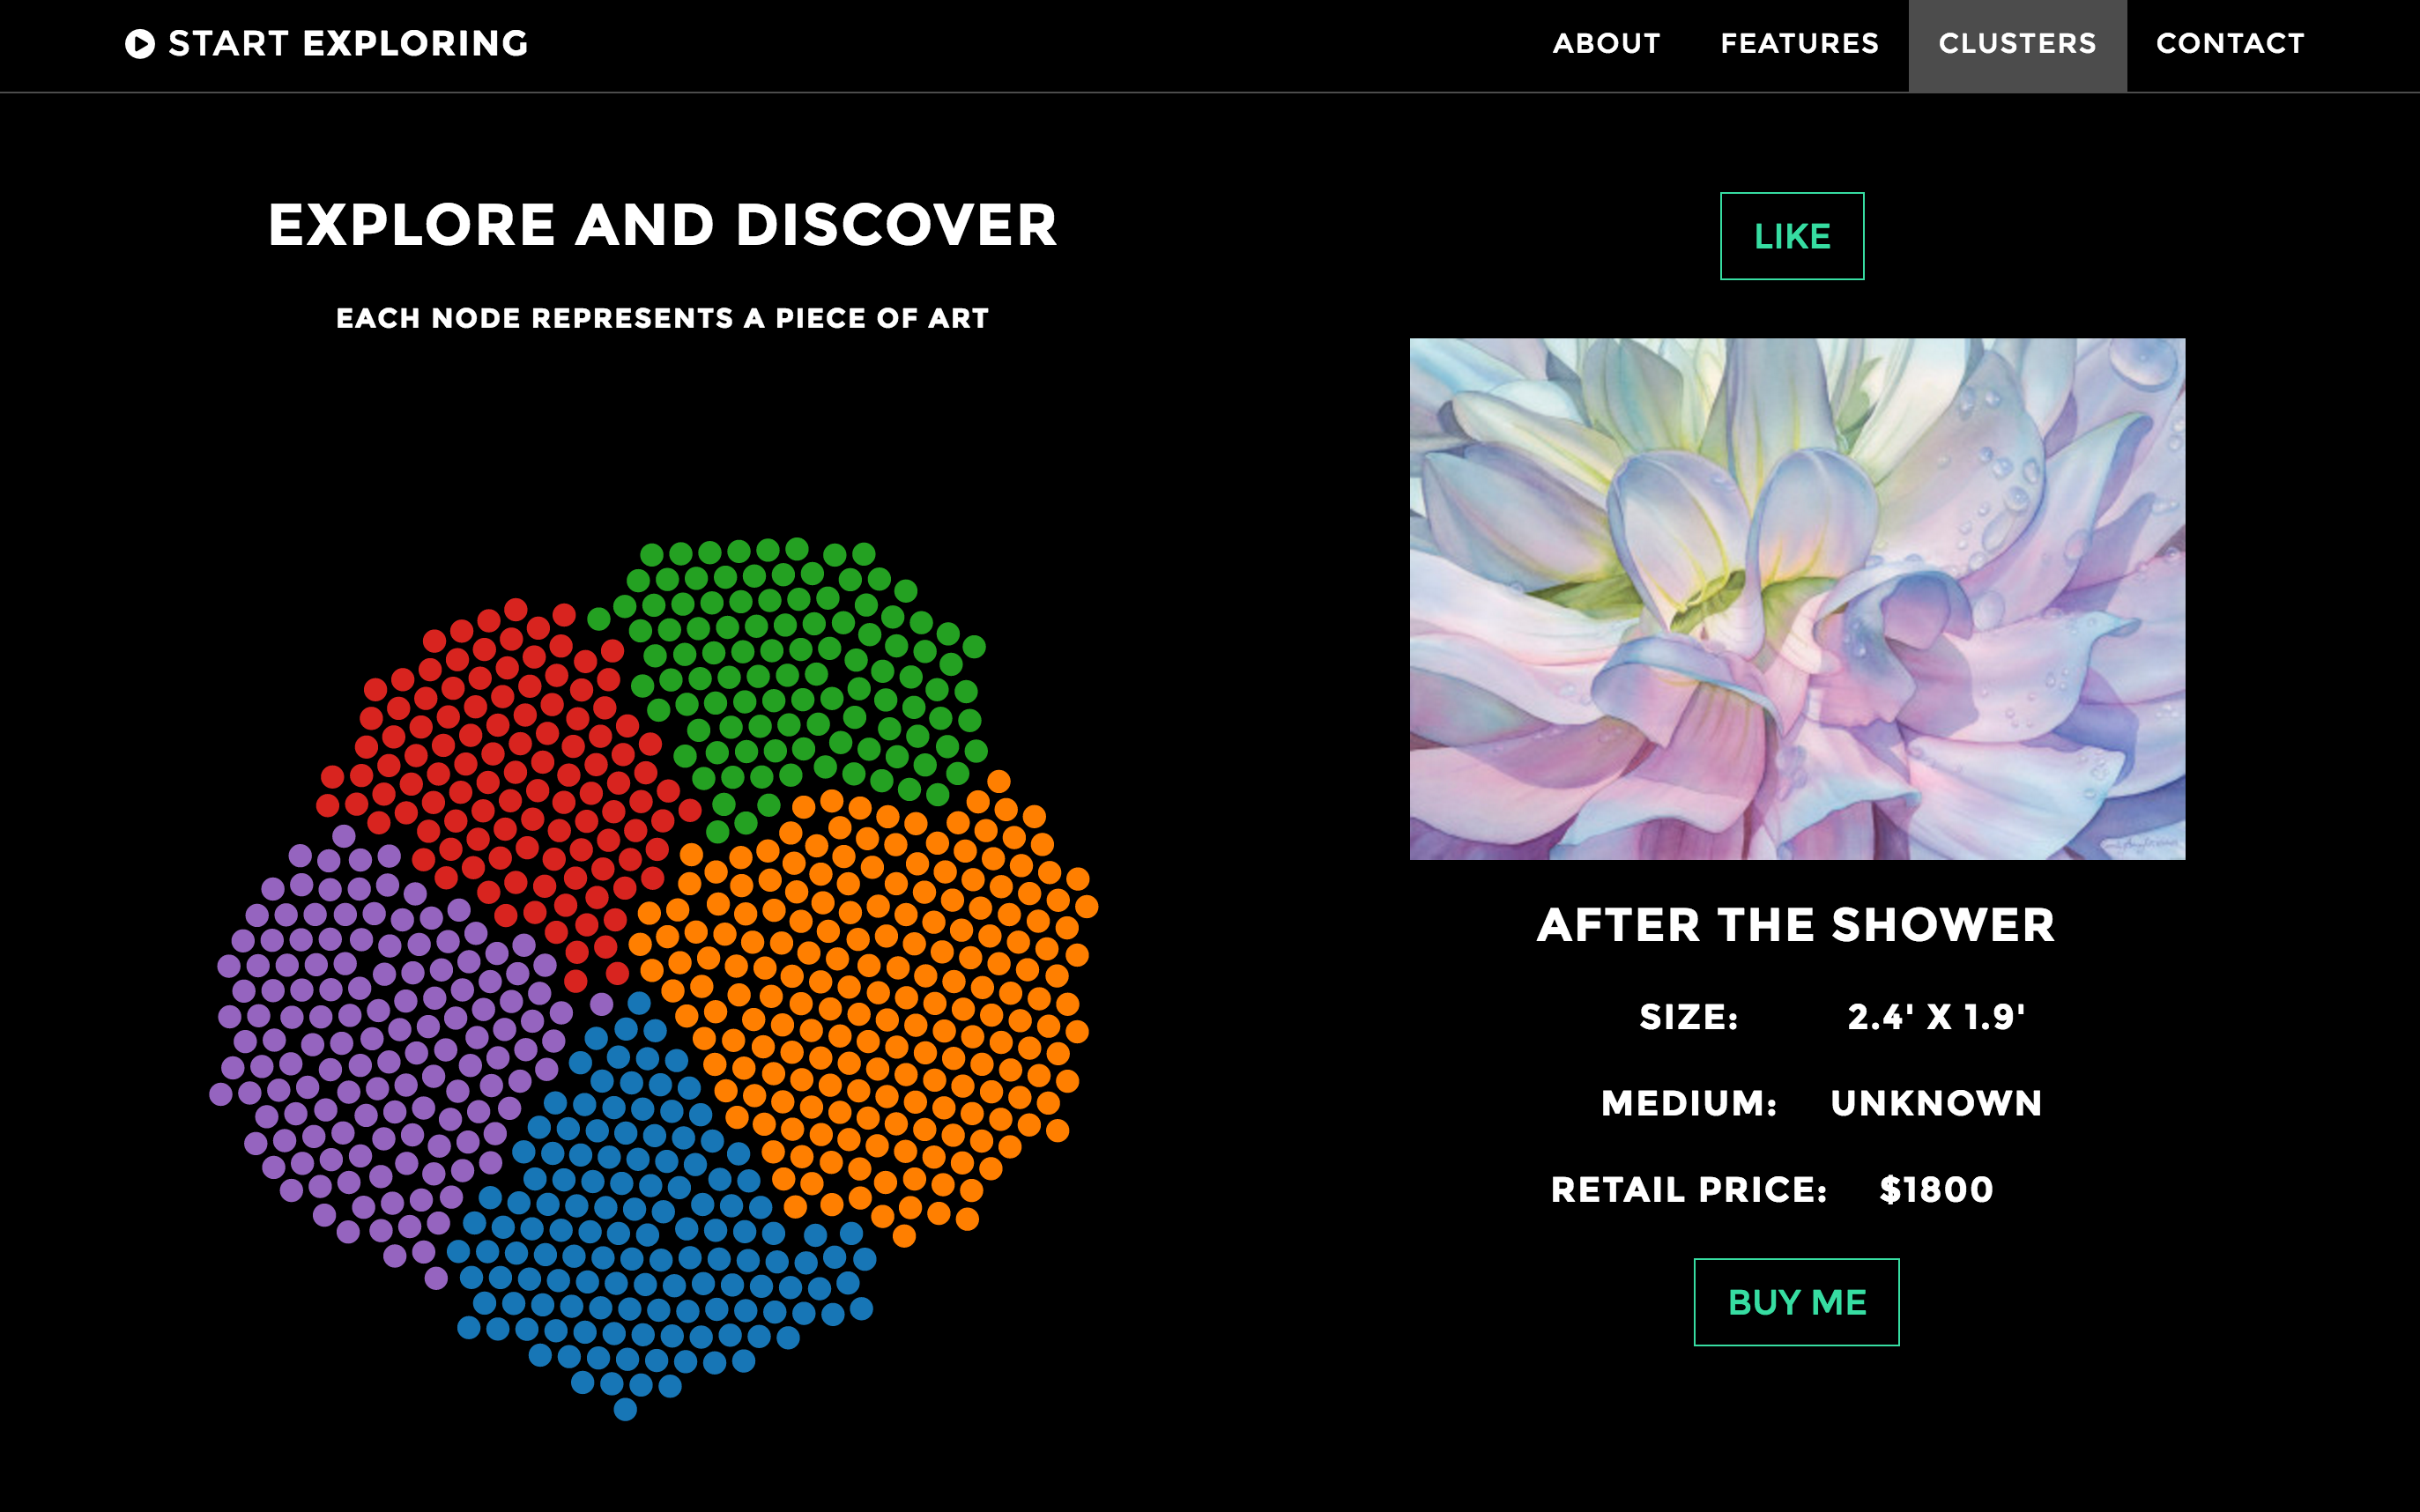 START EXPLORING
ABOUT FEATURES CLUSTERS CONTACT
EXPLORE AND DISCOVER
EACH NODE REPRESENTS A PIECE OF ART
LIKE
AFTER THE SHOWER
SIZE: 2.4' X 1.9'
MEDIUM: UNKNOWN
RETAIL PRICE: $1800
BUY ME